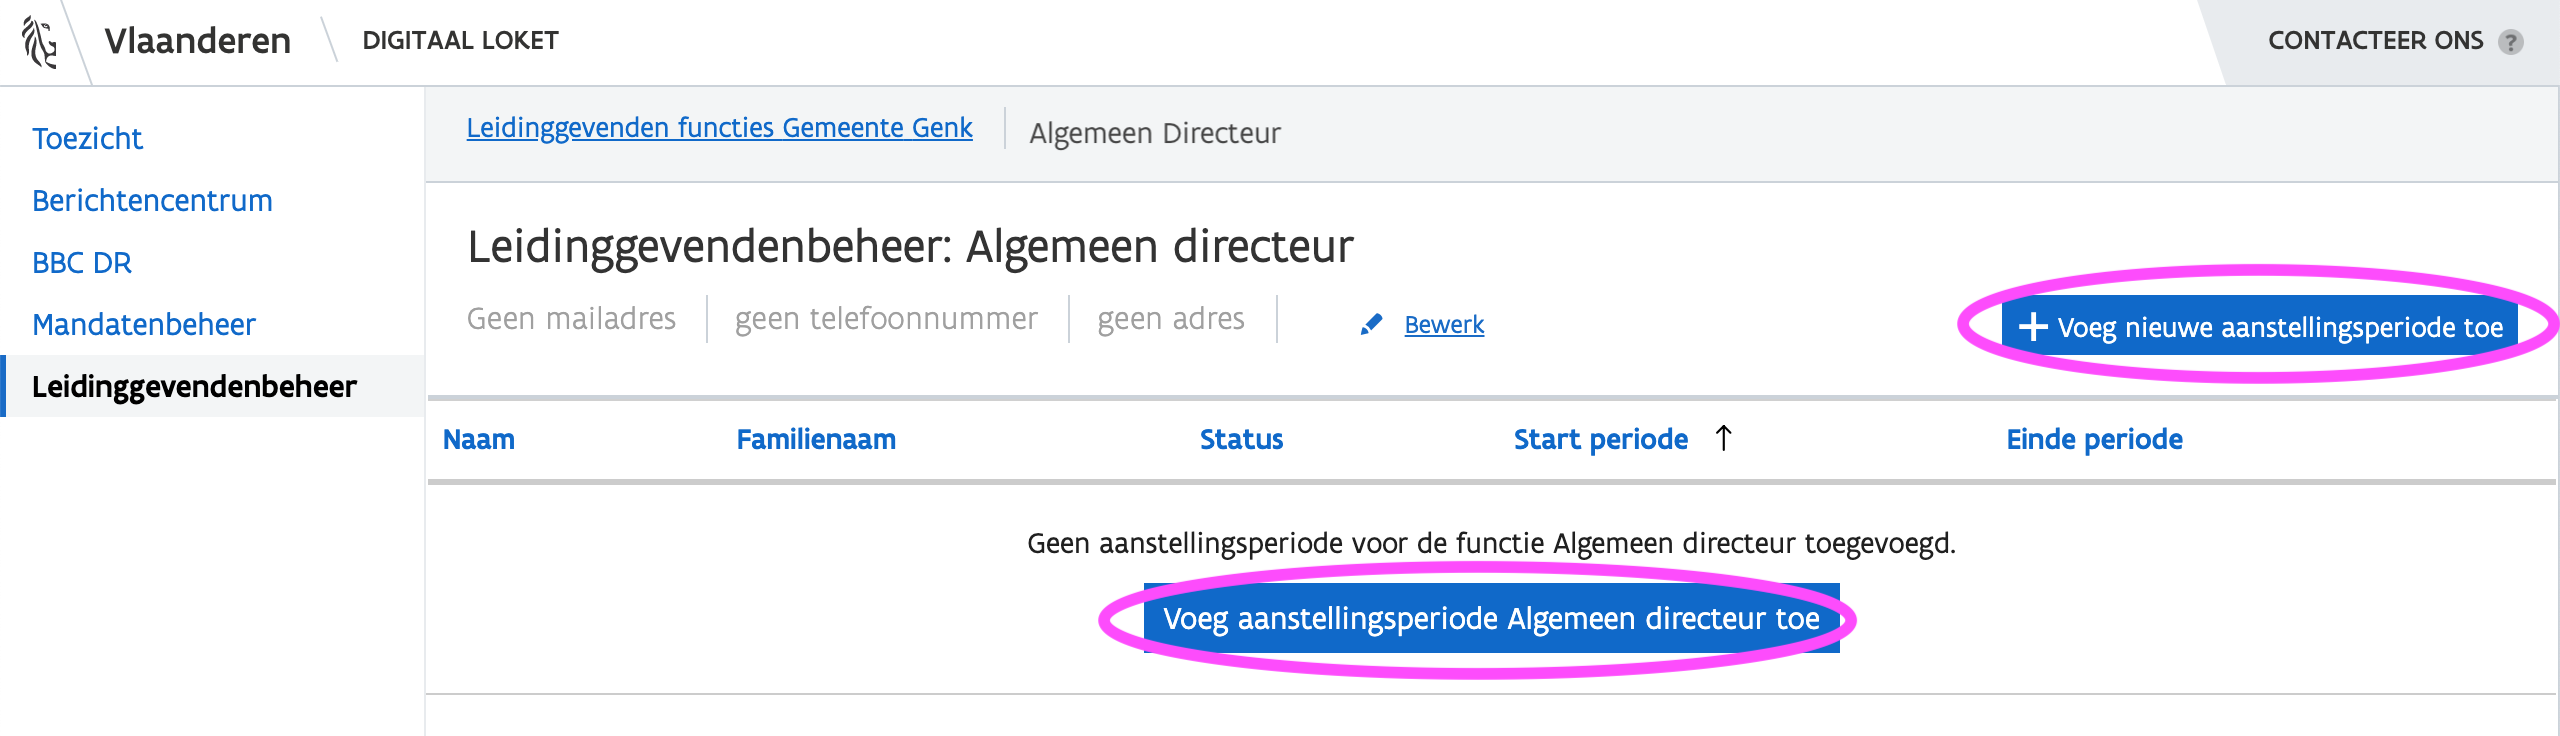 Vlaanderen
DIGITAAL LOKET
CONTACTEER ONS ?
Toezicht
Berichtencentrum
BBC DR
Mandatenbeheer
Leidinggevendenbeheer
Leidinggevenden functies Gemeente Genk
Algemeen Directeur
Leidinggevendenbeheer: Algemeen directeur
Geen mailadres
geen telefoonnummer
geen adres
Bewerk
Voeg nieuwe aanstellingsperiode toe
Naam Familienaam Status Start periode ↑ Einde periode
Geen aanstellingsperiode voor de functie Algemeen directeur toegevoegd.
Voeg aanstellingsperiode Algemeen directeur toe